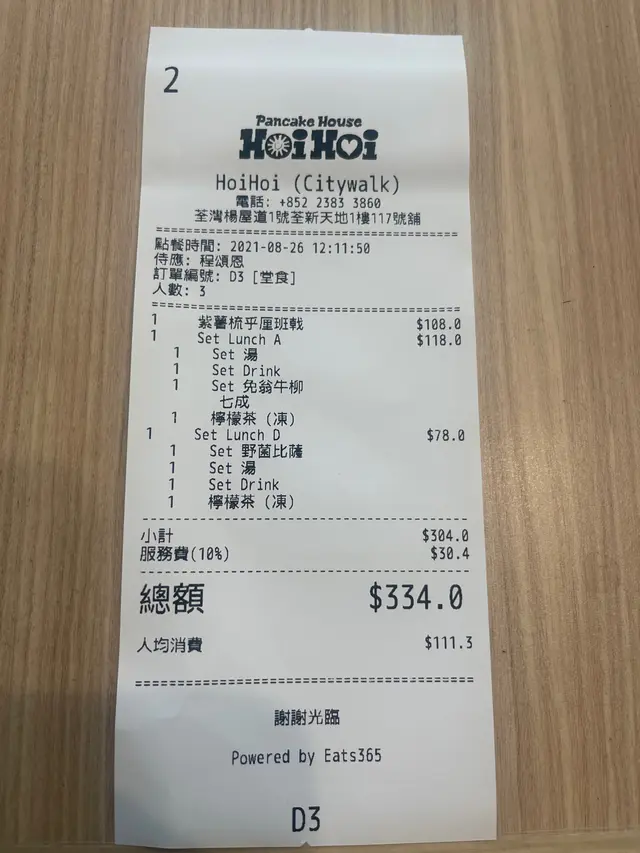 2
Pancake House
HoiHoi
HoiHoi (Citywalk)
電話: +852 2383 3860
荃灣楊屋道1號荃新天地1樓117號舖
點餐時間: 2021-08-26 12:11:50
侍應: 程頌恩
訂單編號: D3 [堂食]
人數: 3
1 紫薯梳乎厘班戟 $108.0
1 Set Lunch A $118.0
1 Set 湯
1 Set Drink
1 Set 免翁牛柳
七成
1 檸檬茶 (凍)
1 Set Lunch D $78.0
1 Set 野菌比薩
1 Set 湯
1 Set Drink
1 檸檬茶 (凍)
小計 $304.0
服務費(10%) $30.4
總額 $334.0
人均消費 $111.3
謝謝光臨
Powered by Eats365
D3